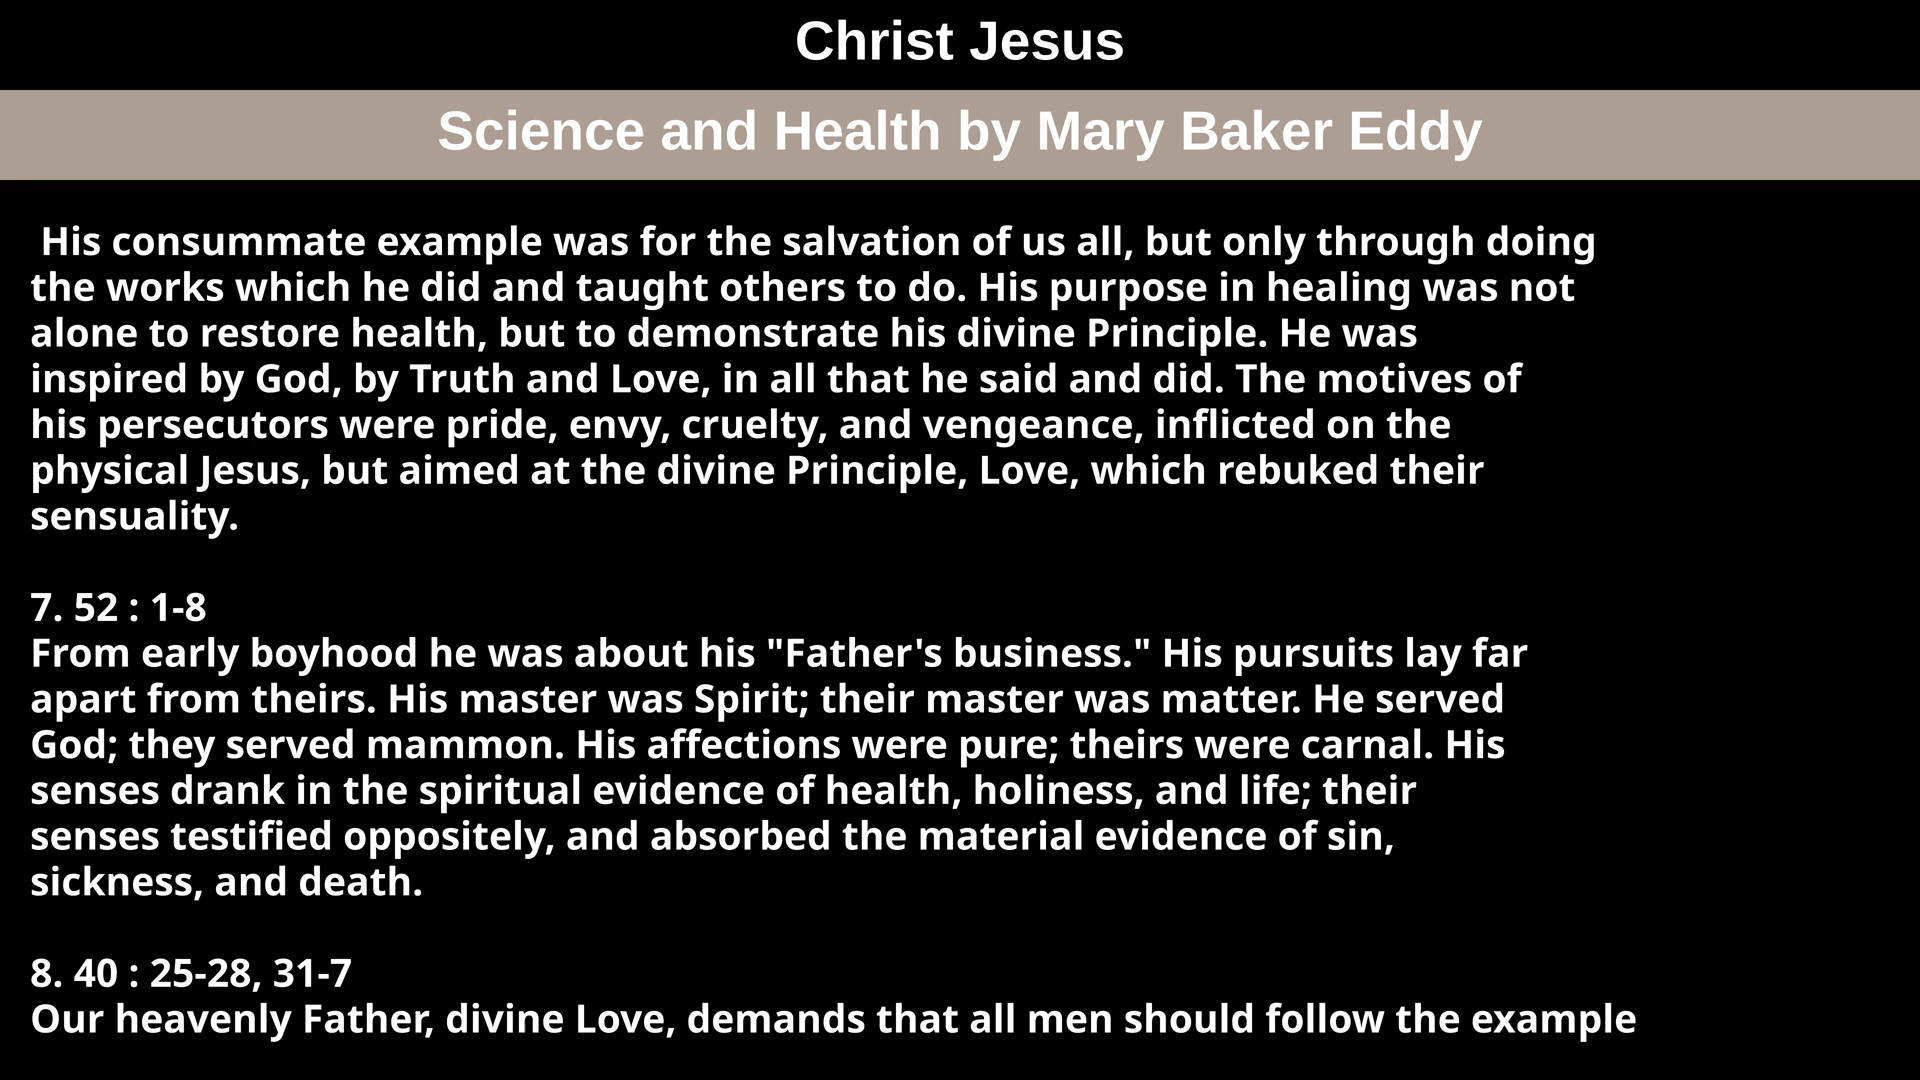 Christ Jesus
Science and Health by Mary Baker Eddy
His consummate example was for the salvation of us all, but only through doing
the works which he did and taught others to do. His purpose in healing was not
alone to restore health, but to demonstrate his divine Principle. He was
inspired by God, by Truth and Love, in all that he said and did. The motives of
his persecutors were pride, envy, cruelty, and vengeance, inflicted on the
physical Jesus, but aimed at the divine Principle, Love, which rebuked their
sensuality.
7. 52 : 1-8
From early boyhood he was about his "Father's business." His pursuits lay far
apart from theirs. His master was Spirit; their master was matter. He served
God; they served mammon. His affections were pure; theirs were carnal. His
senses drank in the spiritual evidence of health, holiness, and life; their
senses testified oppositely, and absorbed the material evidence of sin,
sickness, and death.
8. 40 : 25-28, 31-7
Our heavenly Father, divine Love, demands that all men should follow the example